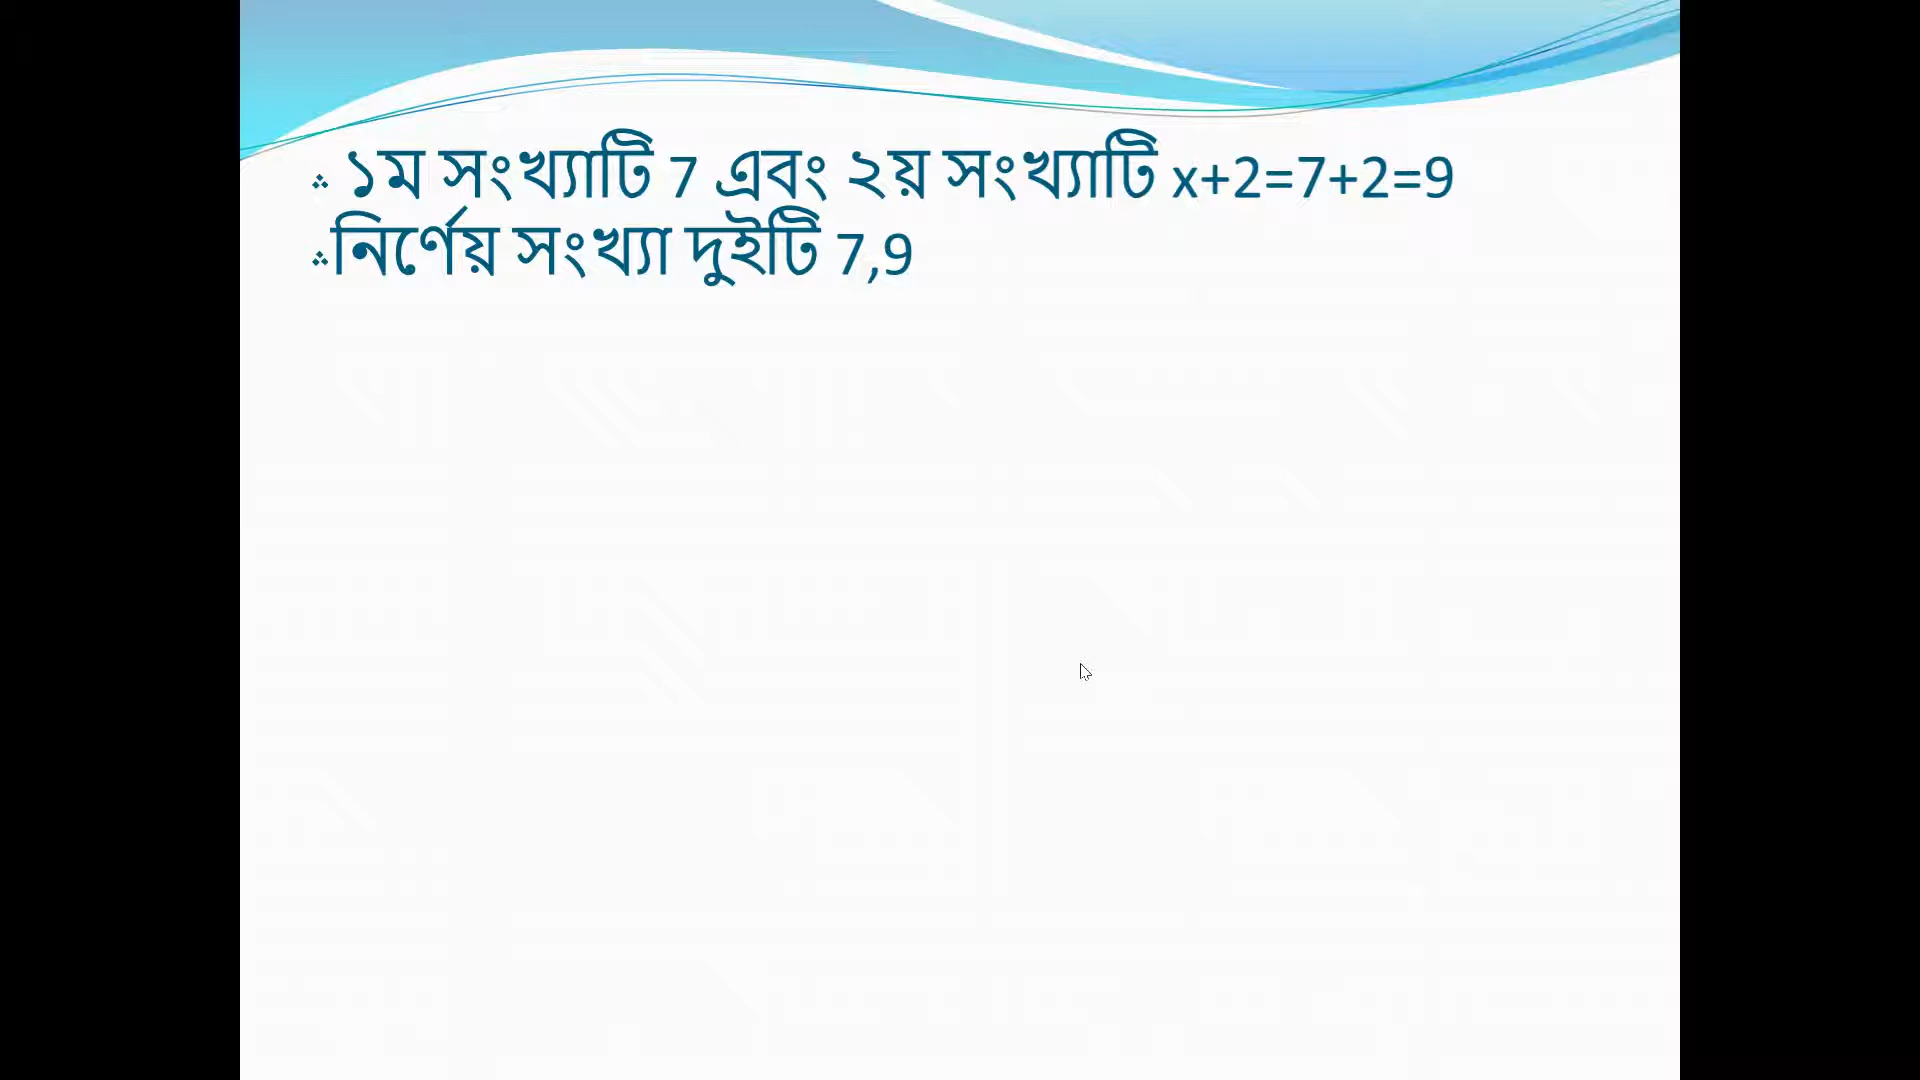 ∴ ১ম সংখ্যাটি 7 এবং ২য় সংখ্যাটি x+2=7+2=9
∴নির্ণেয় সংখ্যা দুইটি 7,9